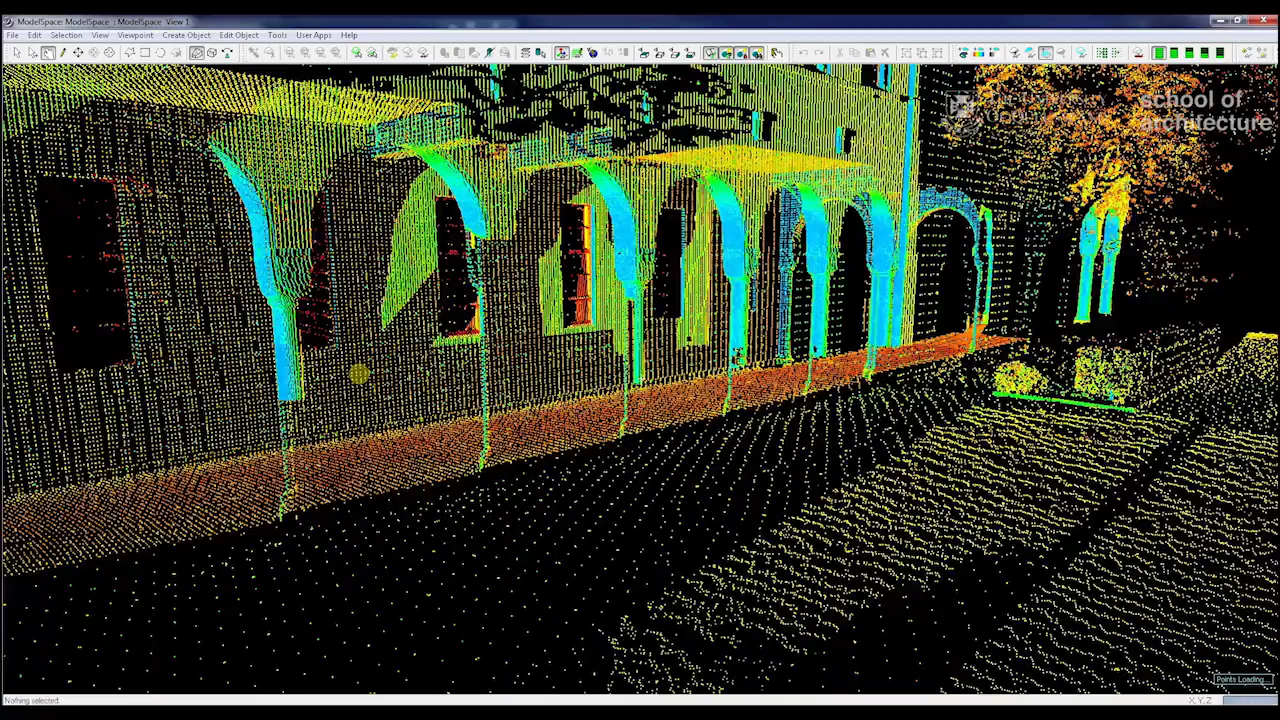 ModelSpace: ModelSpace : ModelSpace View 1
File Edit Selection View Viewpoint Create Object Edit Object Tools User Apps Help
school of
architecture
Points Loading...
Nothing selected.
X,Y,Z